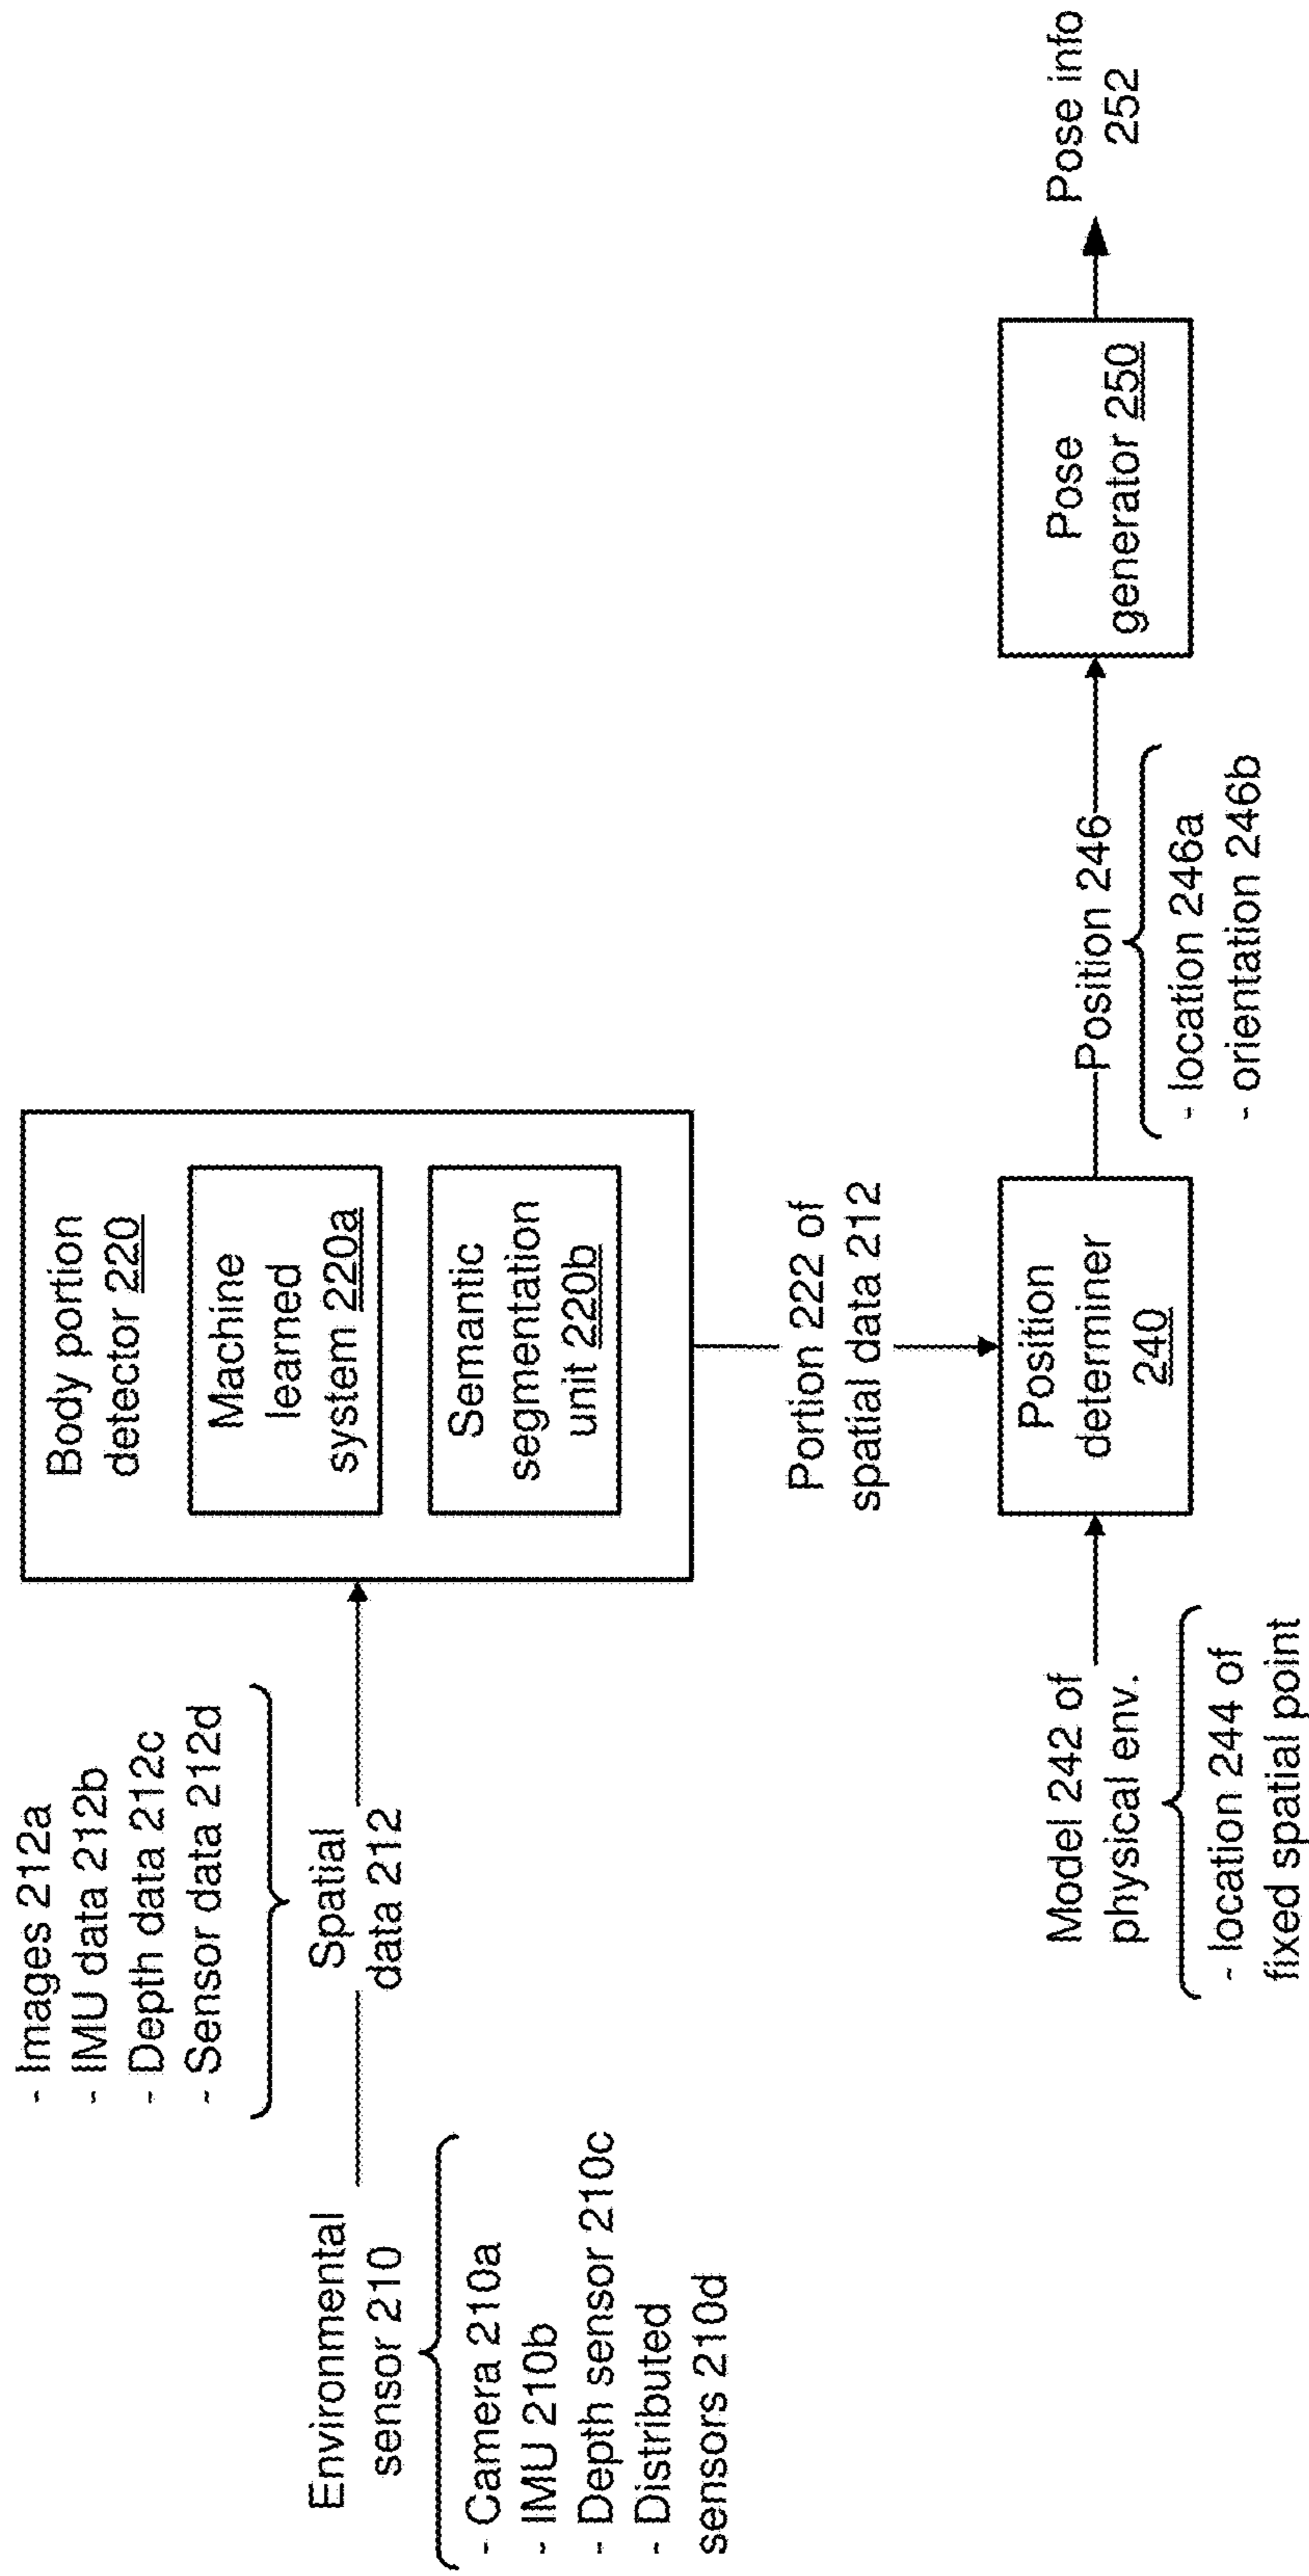 - Images 212a
- IMU data 212b
- Depth data 212c
- Sensor data 212d
Environmental
sensor 210
- Camera 210a
- IMU 210b
- Depth sensor 210c
- Distributed
sensors 210d
Spatial
data 212
Body portion
detector 220
Machine
learned
system 220a
Semantic
segmentation
unit 220b
Portion 222 of
spatial data 212
Model 242 of
physical env.
- location 244 of
fixed spatial point
Position
determiner
240
Position 246
- location 246a
- orientation 246b
Pose
generator 250
Pose info
252